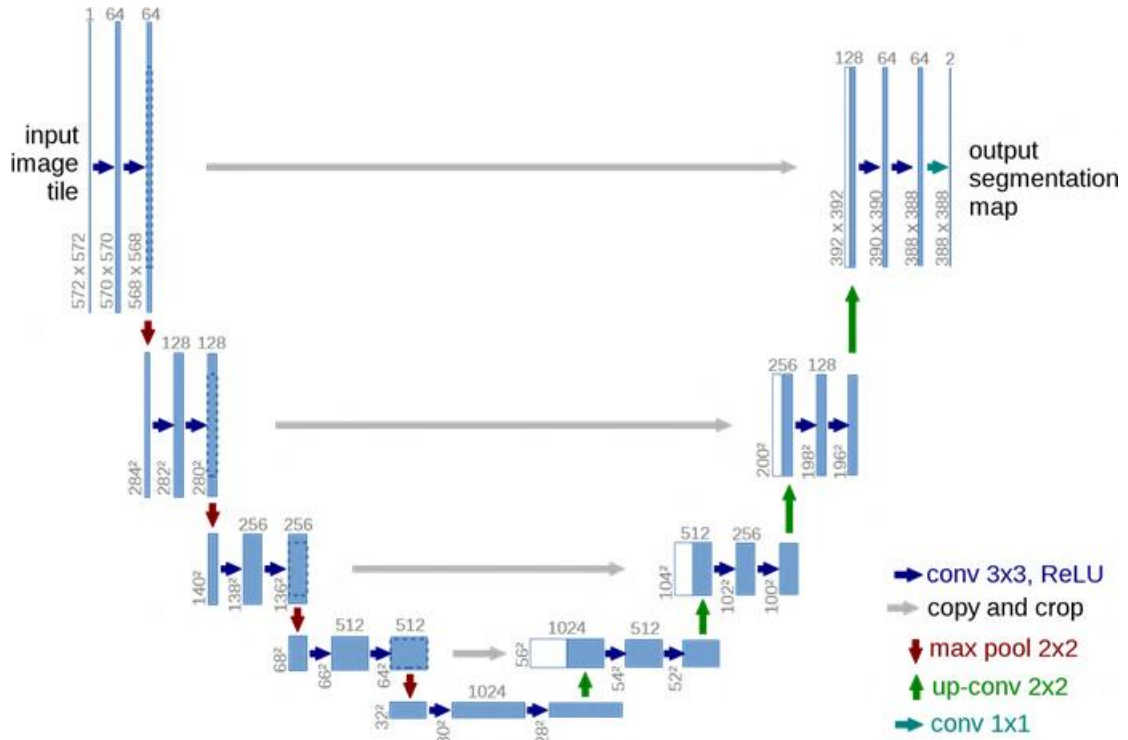 1 64 64
128 64 64 2
input
image
tile
output
segmentation
map
572 x 572
570 x 570
568 x 568
392 x 392
390 x 390
388 x 388
388 x 388
128 128
256 128
284²
282²
280²
200²
198²
196²
256 256
512 256
140²
138²
136²
104²
102²
100²
512 512
1024 512
68²
66²
64²
56²
54²
52²
1024
32²
30²
28²
conv 3x3, ReLU
copy and crop
max pool 2x2
up-conv 2x2
conv 1x1